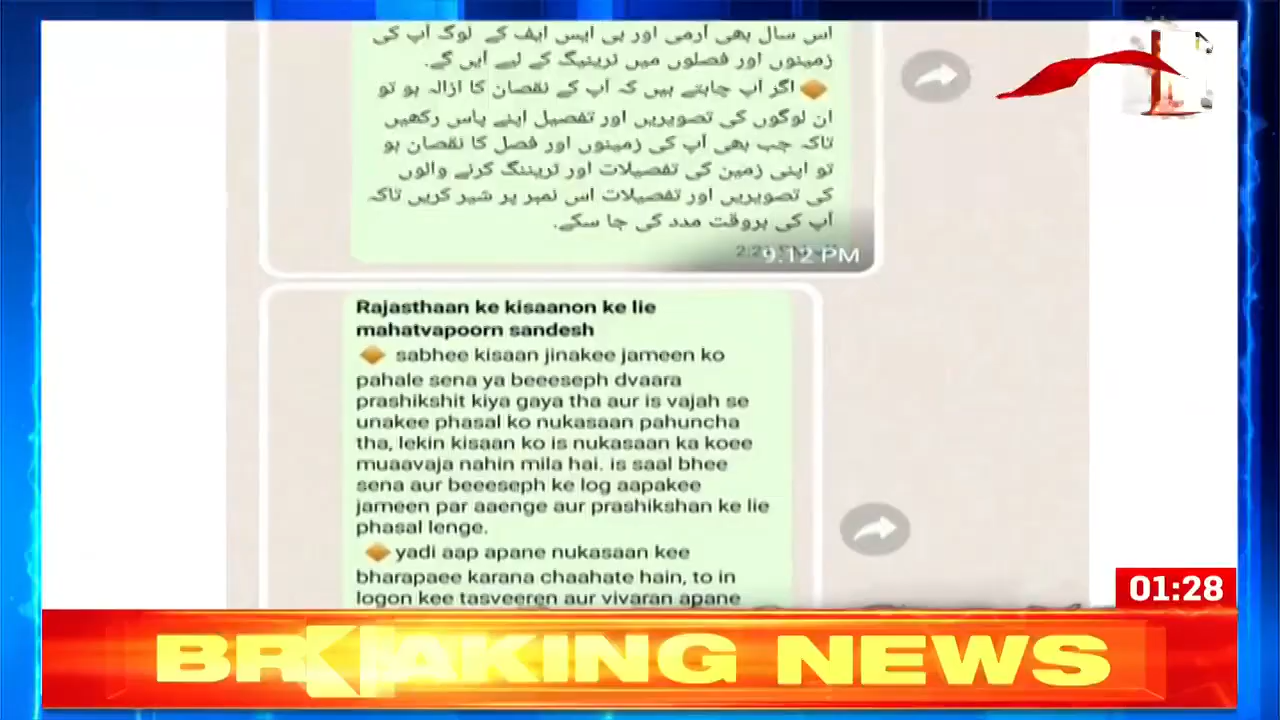 اس سال بھی آرمی اور بی ایس ایف کے لوگ آپ کی
زمینوں اور فصلوں میں ٹرینیگ کے لیے آیں گے.
🔸اگر آپ چاہتے ہیں کہ آپ کے نقصان کا ازالہ ہو تو
ان لوگوں کی تصویریں اور تفصیل اپنے پاس رکھیں
تاکہ جب بھی آپ کی زمینوں اور فصل کا نقصان ہو
تو اپنی زمین کی تفصیلات اور ٹریننگ کرنے والوں
کی تصویریں اور تفصیلات اس نمبر پر شیر کریں تاکہ
آپ کی بروقت مدد کی جا سکے.
9:12 PM
Rajasthaan ke kisaanon ke lie
mahatvapoorn sandesh
🔸 sabhee kisaan jinakee jameen ko
pahale sena ya beeeseph dvaara
prashikshit kiya gaya tha aur is vajah se
unakee phasal ko nukasaan pahuncha
tha, lekin kisaan ko is nukasaan ka koee
muaavaja nahin mila hai. is saal bhee
sena aur beeeseph ke log aapakee
jameen par aaenge aur prashikshan ke lie
phasal lenge.
🔸yadi aap apane nukasaan kee
bharapaee karana chaahate hain, to in
logon kee tasveeren aur vivaran apane
01:28
BREAKING NEWS